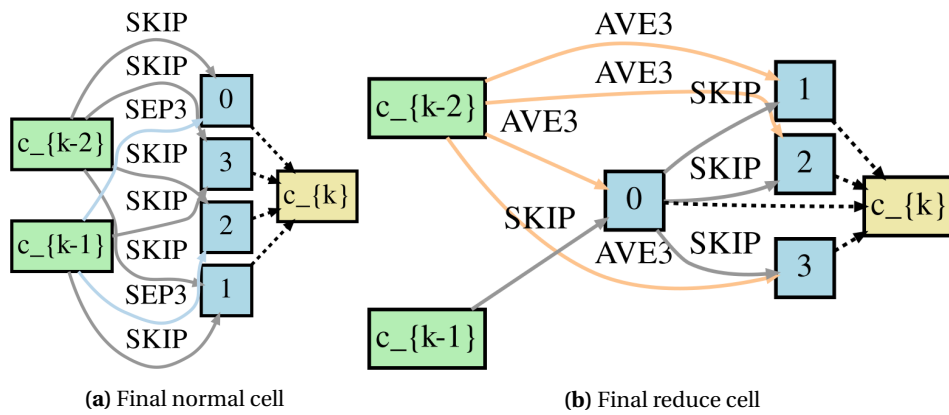 SKIP
SKIP
SEP3
SKIP
SKIP
SKIP
SEP3
SKIP
c_{k-2}
c_{k-1}
0
3
2
1
c_{k}
(a) Final normal cell
AVE3
AVE3
AVE3
SKIP
SKIP
SKIP
AVE3
SKIP
c_{k-2}
c_{k-1}
0
1
2
3
c_{k}
(b) Final reduce cell